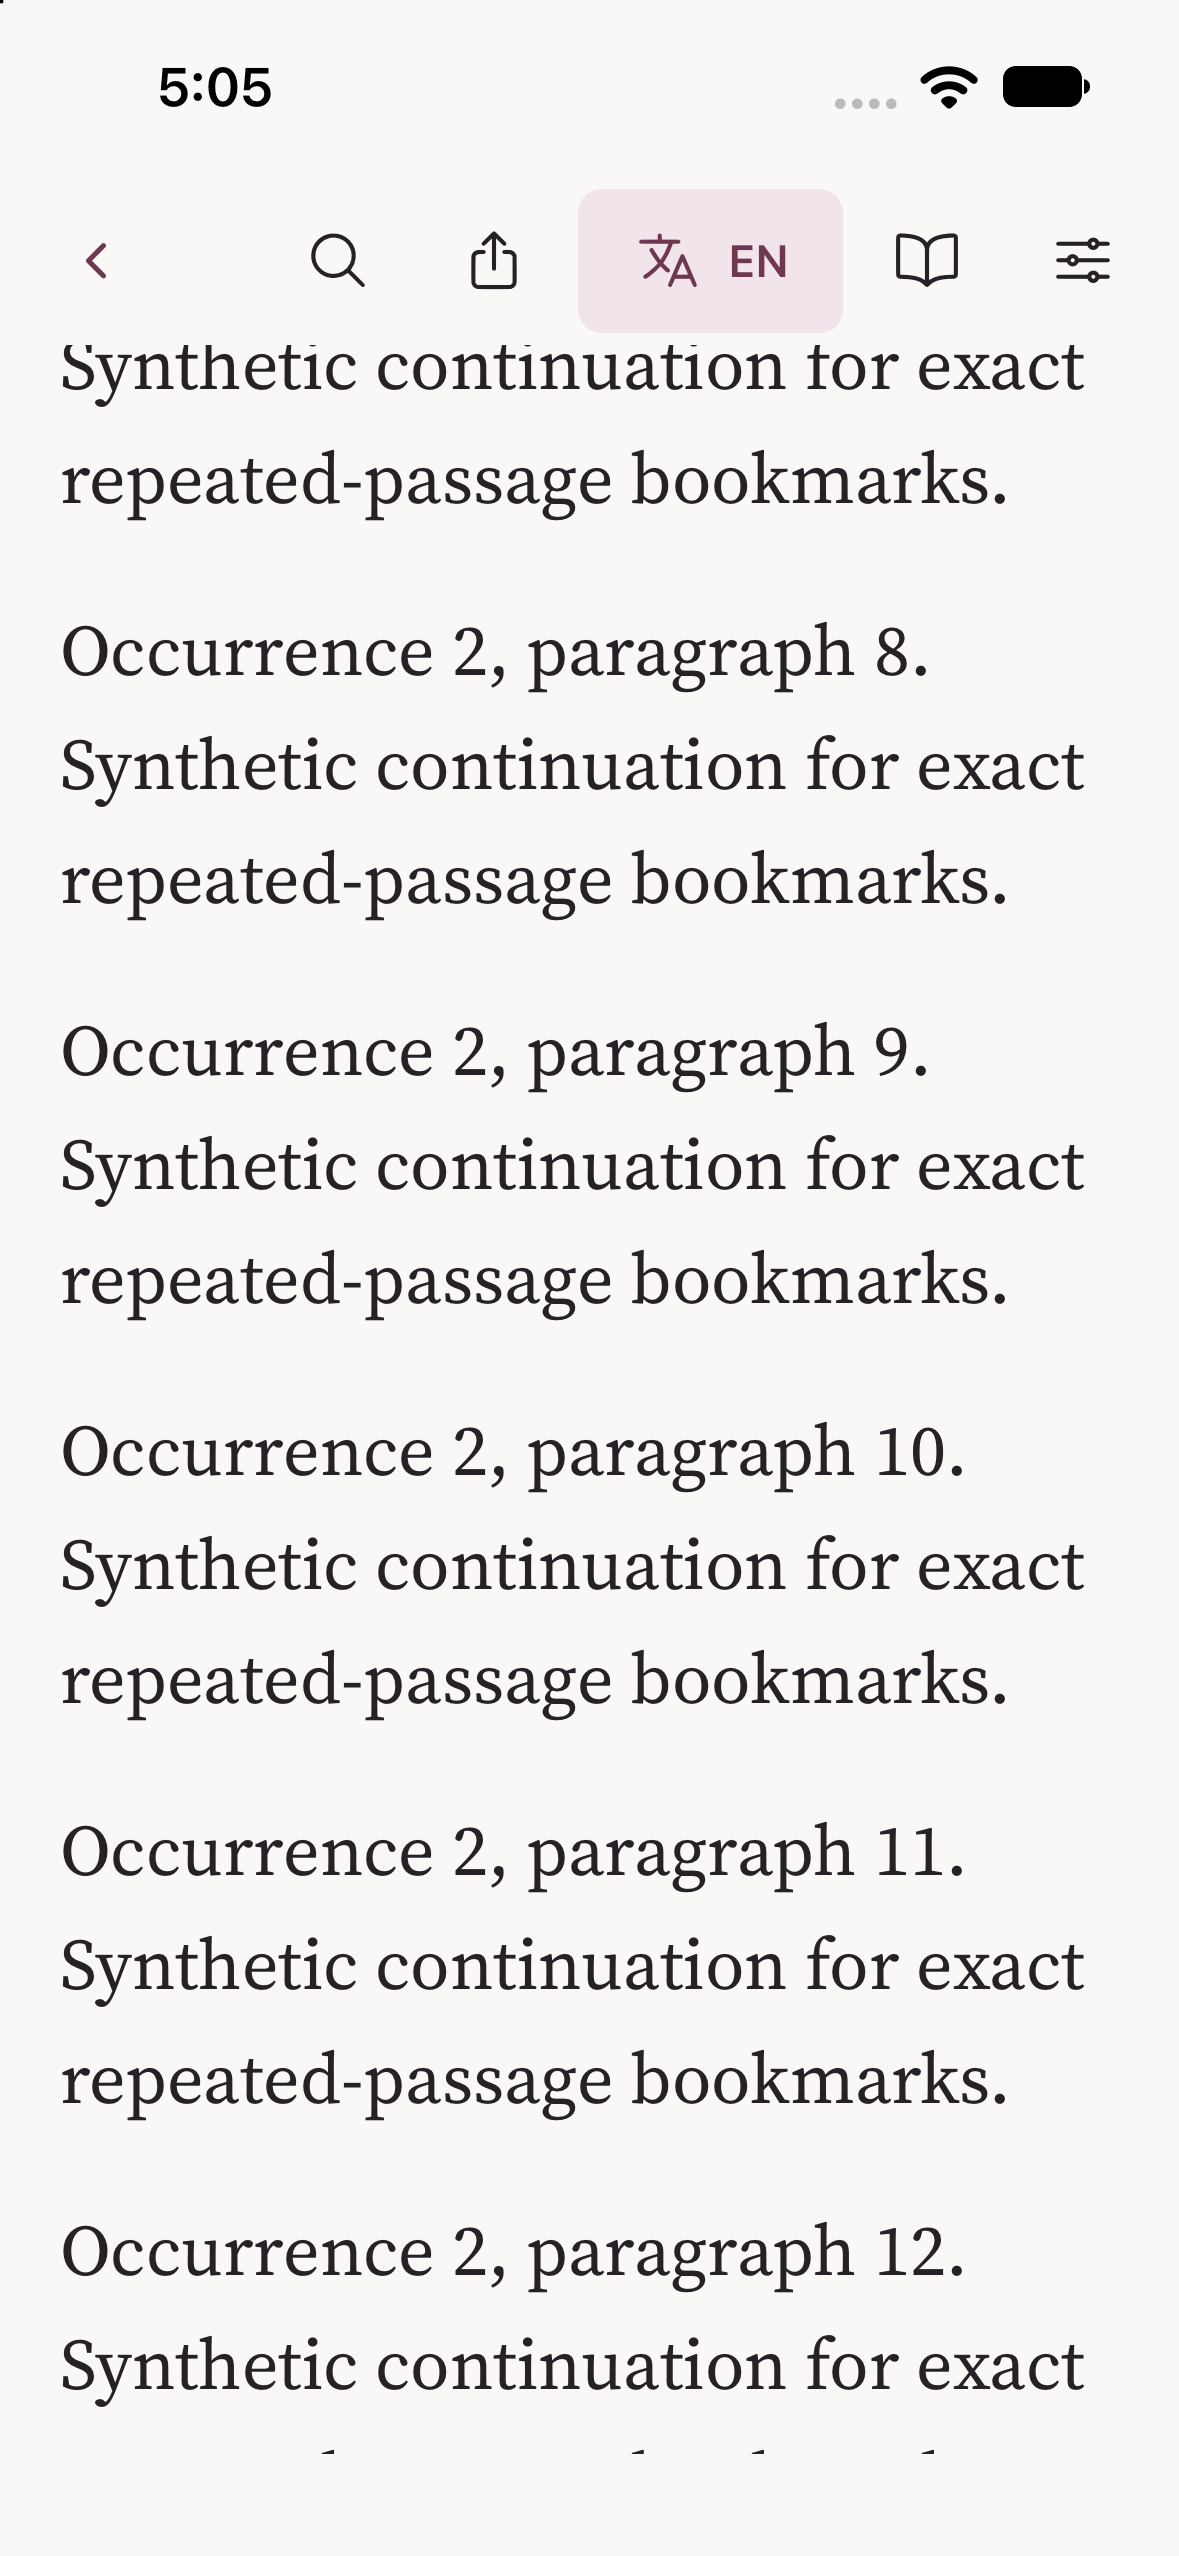 5:05
EN
Synthetic continuation for exact
repeated-passage bookmarks.
Occurrence 2, paragraph 8.
Synthetic continuation for exact
repeated-passage bookmarks.
Occurrence 2, paragraph 9.
Synthetic continuation for exact
repeated-passage bookmarks.
Occurrence 2, paragraph 10.
Synthetic continuation for exact
repeated-passage bookmarks.
Occurrence 2, paragraph 11.
Synthetic continuation for exact
repeated-passage bookmarks.
Occurrence 2, paragraph 12.
Synthetic continuation for exact